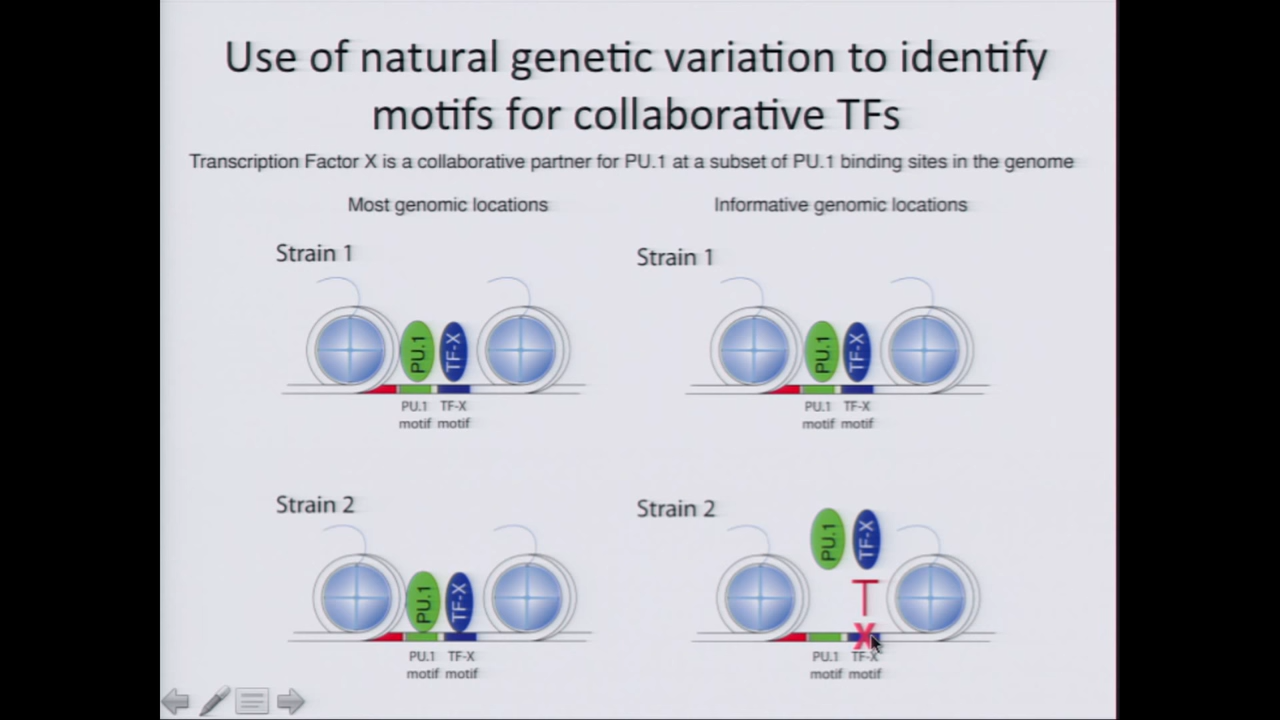 Use of natural genetic variation to identify
motifs for collaborative TFs
Transcription Factor X is a collaborative partner for PU.1 at a subset of PU.1 binding sites in the genome
Most genomic locations
Strain 1
PU.1
TF-X
PU.1 TF-X
motif motif
Strain 2
PU.1
TF-X
PU.1 TF-X
motif motif
Informative genomic locations
Strain 1
PU.1
TF-X
PU.1 TF-X
motif motif
Strain 2
PU.1
TF-X
X
PU.1 TF-X
motif motif